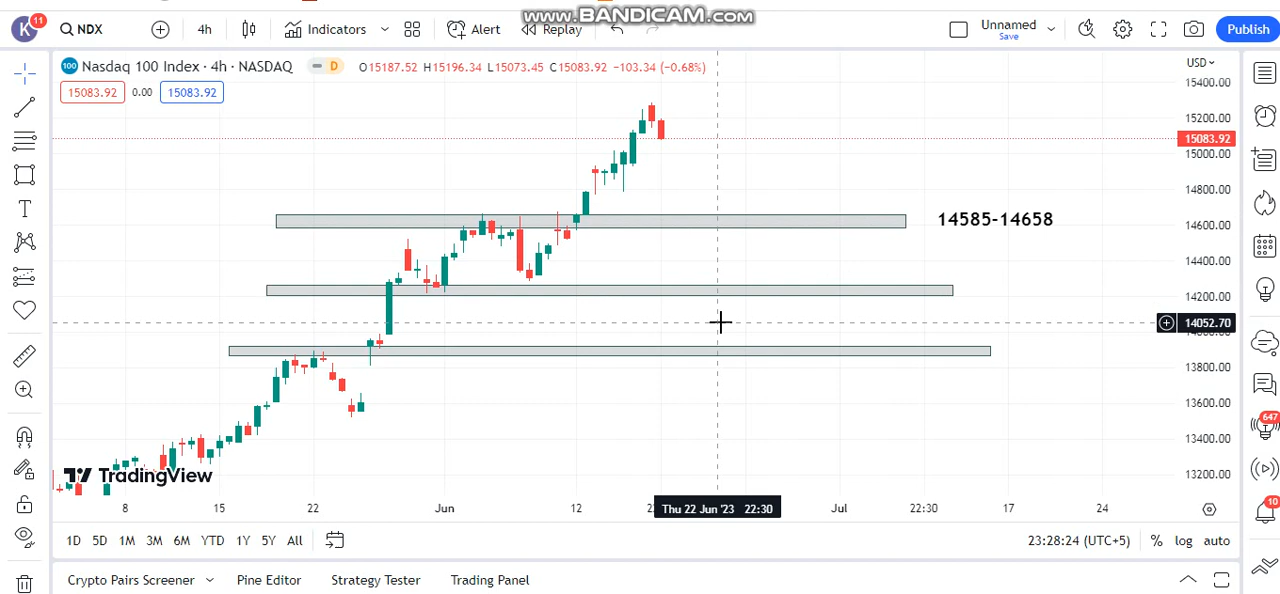 www.BANDICAM.com
K 11 NDX 4h Indicators Alert Replay Unnamed Save Publish
100 Nasdaq 100 Index · 4h · NASDAQ D O15187.52 H15196.34 L15073.45 C15083.92 −103.34 (−0.68%) USD
15083.92 0.00 15083.92
15400.00
15200.00
15083.92
15000.00
14800.00
14585-14658
14600.00
14400.00
14200.00
14052.70
13800.00
13600.00
13400.00
13200.00
TradingView
8 15 22 Jun 12 Thu 22 Jun '23 22:30 Jul 22:30 17 24
1D 5D 1M 3M 6M YTD 1Y 5Y All 23:28:24 (UTC+5) % log auto
Crypto Pairs Screener Pine Editor Strategy Tester Trading Panel
T
647
10